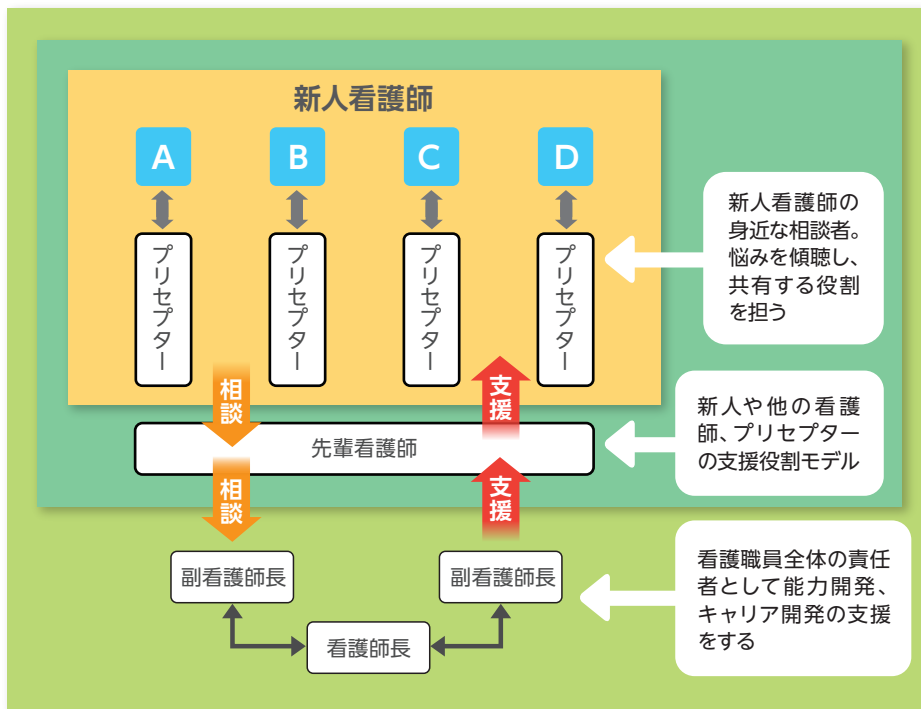 新人看護師
A
B
C
D
プリセプター
プリセプター
プリセプター
プリセプター
新人看護師の
身近な相談者。
悩みを傾聴し、
共有する役割
を担う
相談
支援
先輩看護師
新人や他の看護
師、プリセプター
の支援役割モデル
相談
支援
副看護師長
副看護師長
看護師長
看護職員全体の責任
者として能力開発、
キャリア開発の支援
をする